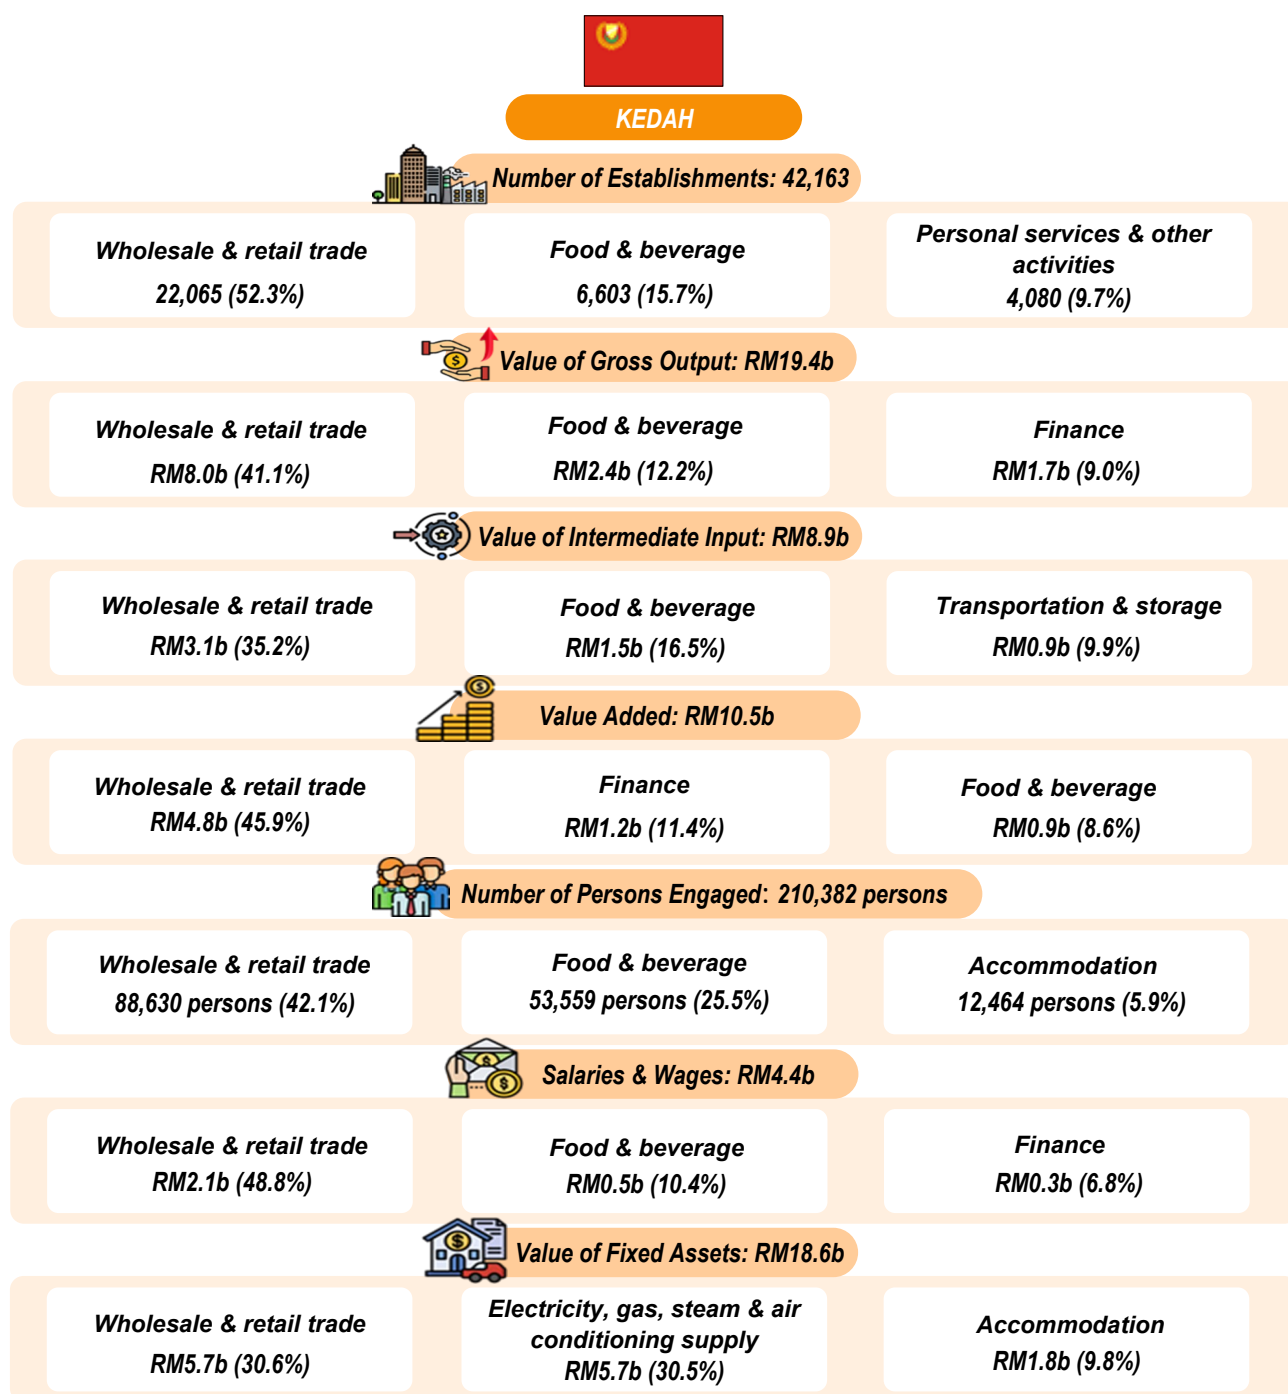 KEDAH
Number of Establishments: 42,163
Wholesale & retail trade
22,065 (52.3%)
Food & beverage
6,603 (15.7%)
Personal services & other
activities
4,080 (9.7%)
Value of Gross Output: RM19.4b
Wholesale & retail trade
RM8.0b (41.1%)
Food & beverage
RM2.4b (12.2%)
Finance
RM1.7b (9.0%)
Value of Intermediate Input: RM8.9b
Wholesale & retail trade
RM3.1b (35.2%)
Food & beverage
RM1.5b (16.5%)
Transportation & storage
RM0.9b (9.9%)
Value Added: RM10.5b
Wholesale & retail trade
RM4.8b (45.9%)
Finance
RM1.2b (11.4%)
Food & beverage
RM0.9b (8.6%)
Number of Persons Engaged: 210,382 persons
Wholesale & retail trade
88,630 persons (42.1%)
Food & beverage
53,559 persons (25.5%)
Accommodation
12,464 persons (5.9%)
Salaries & Wages: RM4.4b
Wholesale & retail trade
RM2.1b (48.8%)
Food & beverage
RM0.5b (10.4%)
Finance
RM0.3b (6.8%)
Value of Fixed Assets: RM18.6b
Wholesale & retail trade
RM5.7b (30.6%)
Electricity, gas, steam & air
conditioning supply
RM5.7b (30.5%)
Accommodation
RM1.8b (9.8%)